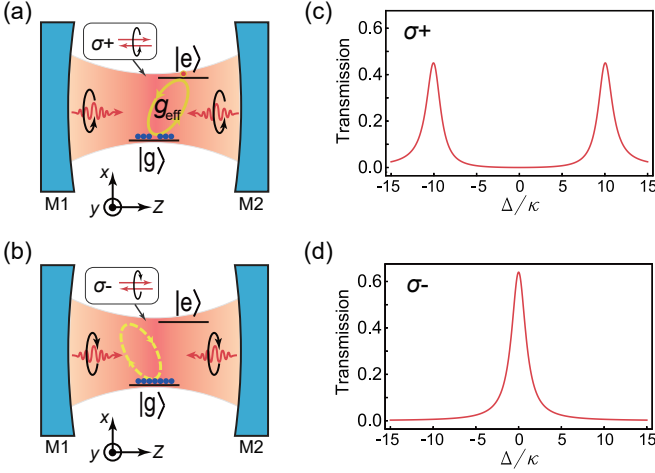 (a)
σ+
|e⟩
g_eff
|g⟩
x
y
Z
M1
M2
(c)
σ+
Transmission
0.6
0.4
0.2
0.0
-15
-10
-5
0
5
10
15
Δ/κ
(b)
σ-
|e⟩
|g⟩
x
y
Z
M1
M2
(d)
σ-
Transmission
0.6
0.4
0.2
0.0
-15
-10
-5
0
5
10
15
Δ/κ